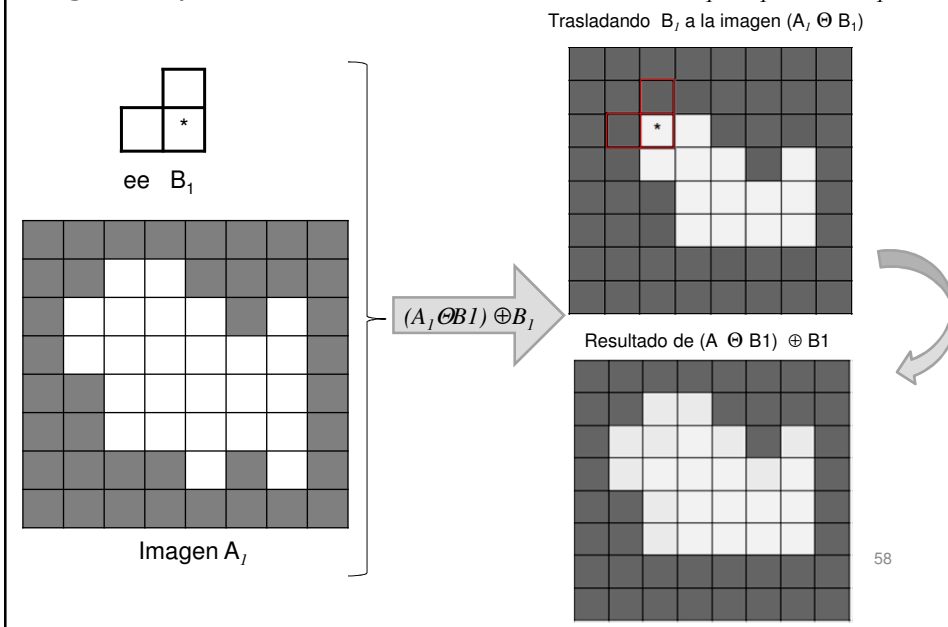 Trasladando B₁ a la imagen (A₁ Θ B₁)
*
ee B₁
*
(A₁ΘB1) ⊕B₁
Resultado de (A Θ B1) ⊕ B1
Imagen A₁
58